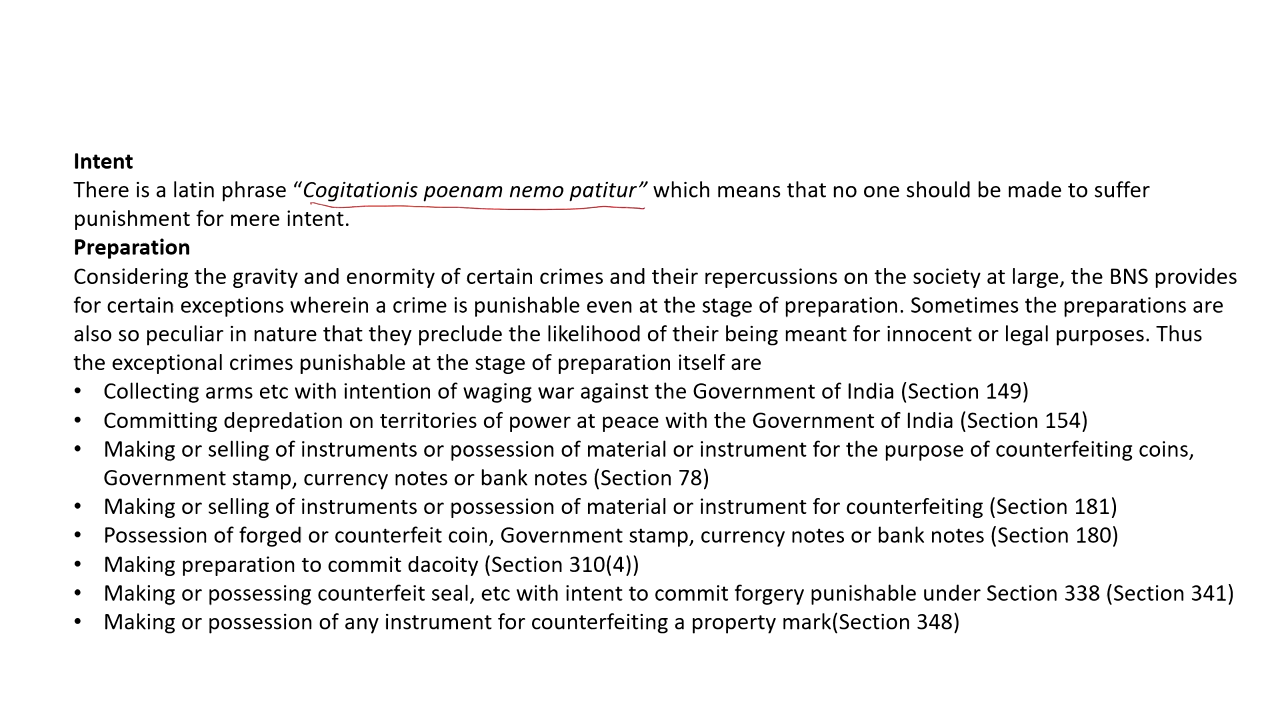 Intent
There is a latin phrase “Cogitationis poenam nemo patitur” which means that no one should be made to suffer
punishment for mere intent.
Preparation
Considering the gravity and enormity of certain crimes and their repercussions on the society at large, the BNS provides
for certain exceptions wherein a crime is punishable even at the stage of preparation. Sometimes the preparations are
also so peculiar in nature that they preclude the likelihood of their being meant for innocent or legal purposes. Thus
the exceptional crimes punishable at the stage of preparation itself are
• Collecting arms etc with intention of waging war against the Government of India (Section 149)
• Committing depredation on territories of power at peace with the Government of India (Section 154)
• Making or selling of instruments or possession of material or instrument for the purpose of counterfeiting coins,
Government stamp, currency notes or bank notes (Section 78)
• Making or selling of instruments or possession of material or instrument for counterfeiting (Section 181)
• Possession of forged or counterfeit coin, Government stamp, currency notes or bank notes (Section 180)
• Making preparation to commit dacoity (Section 310(4))
• Making or possessing counterfeit seal, etc with intent to commit forgery punishable under Section 338 (Section 341)
• Making or possession of any instrument for counterfeiting a property mark(Section 348)